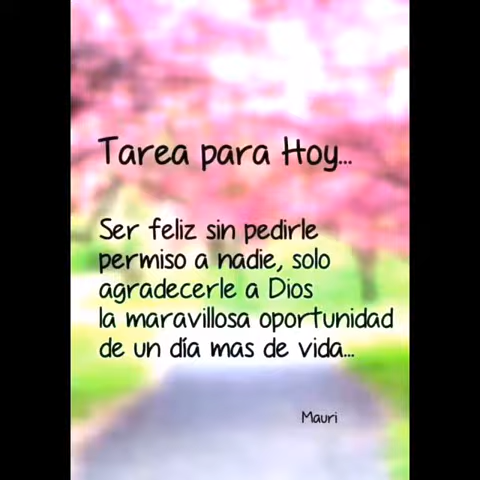 Tarea para Hoy...
Ser feliz sin pedirle
permiso a nadie, solo
agradecerle a Dios
la maravillosa oportunidad
de un día mas de vida...
Mauri